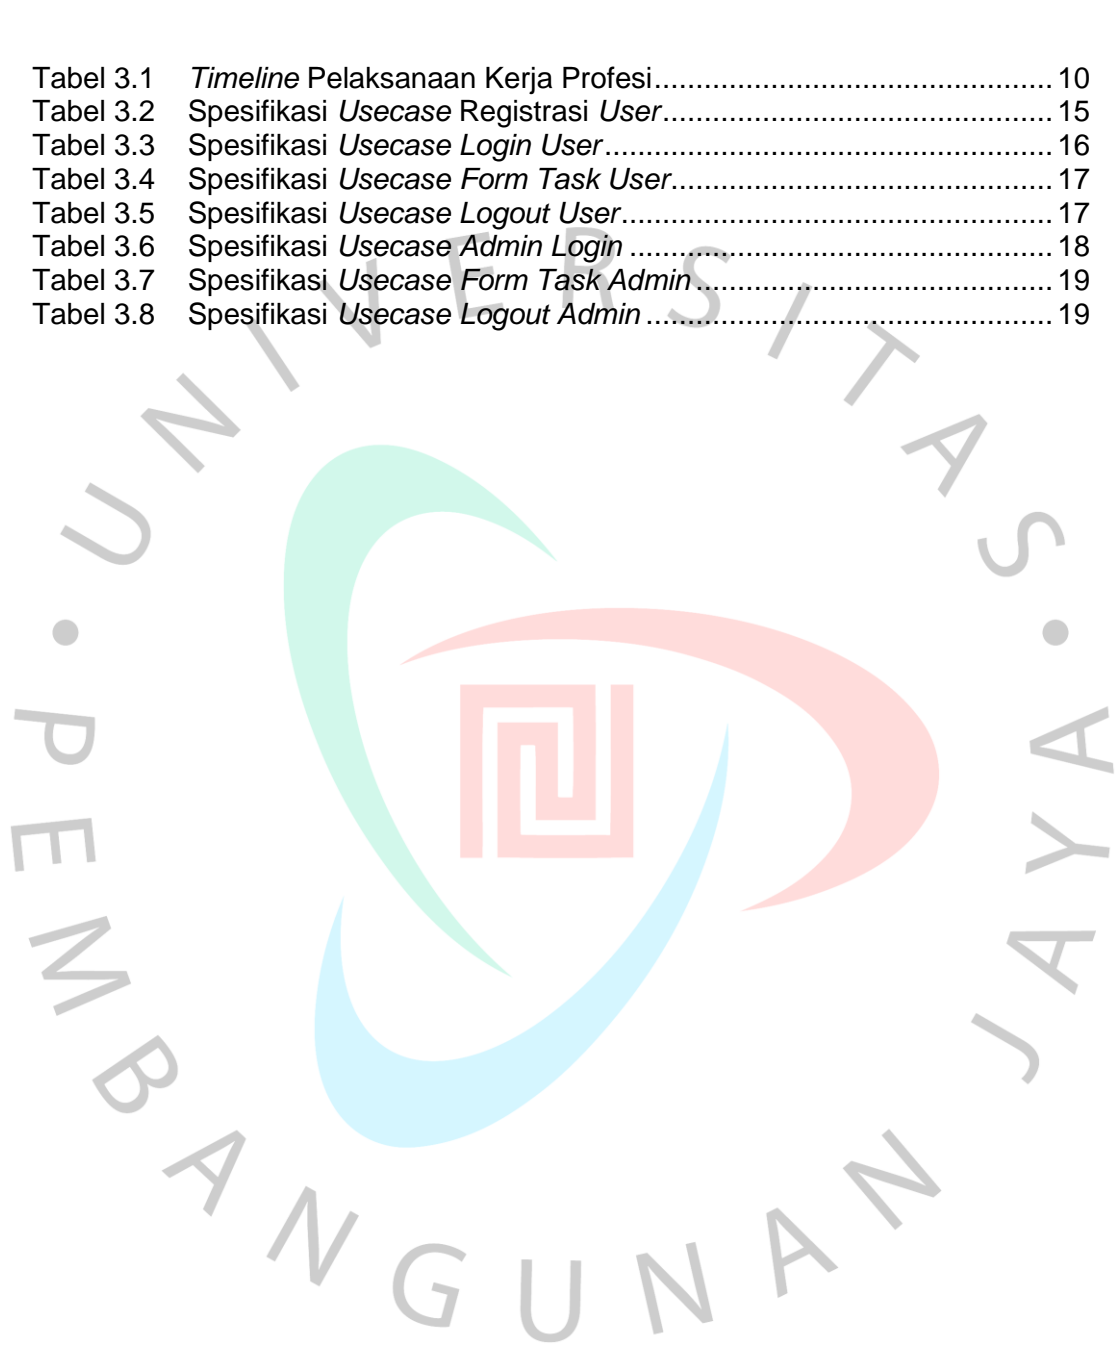 Tabel 3.1 Timeline Pelaksanaan Kerja Profesi............................................... 10
Tabel 3.2 Spesifikasi Usecase Registrasi User.............................................. 15
Tabel 3.3 Spesifikasi Usecase Login User..................................................... 16
Tabel 3.4 Spesifikasi Usecase Form Task User............................................. 17
Tabel 3.5 Spesifikasi Usecase Logout User................................................... 17
Tabel 3.6 Spesifikasi Usecase Admin Login .................................................. 18
Tabel 3.7 Spesifikasi Usecase Form Task Admin........................................... 19
Tabel 3.8 Spesifikasi Usecase Logout Admin ................................................ 19
UNIVERSITAS • PEMBANGUNAN JAYA •